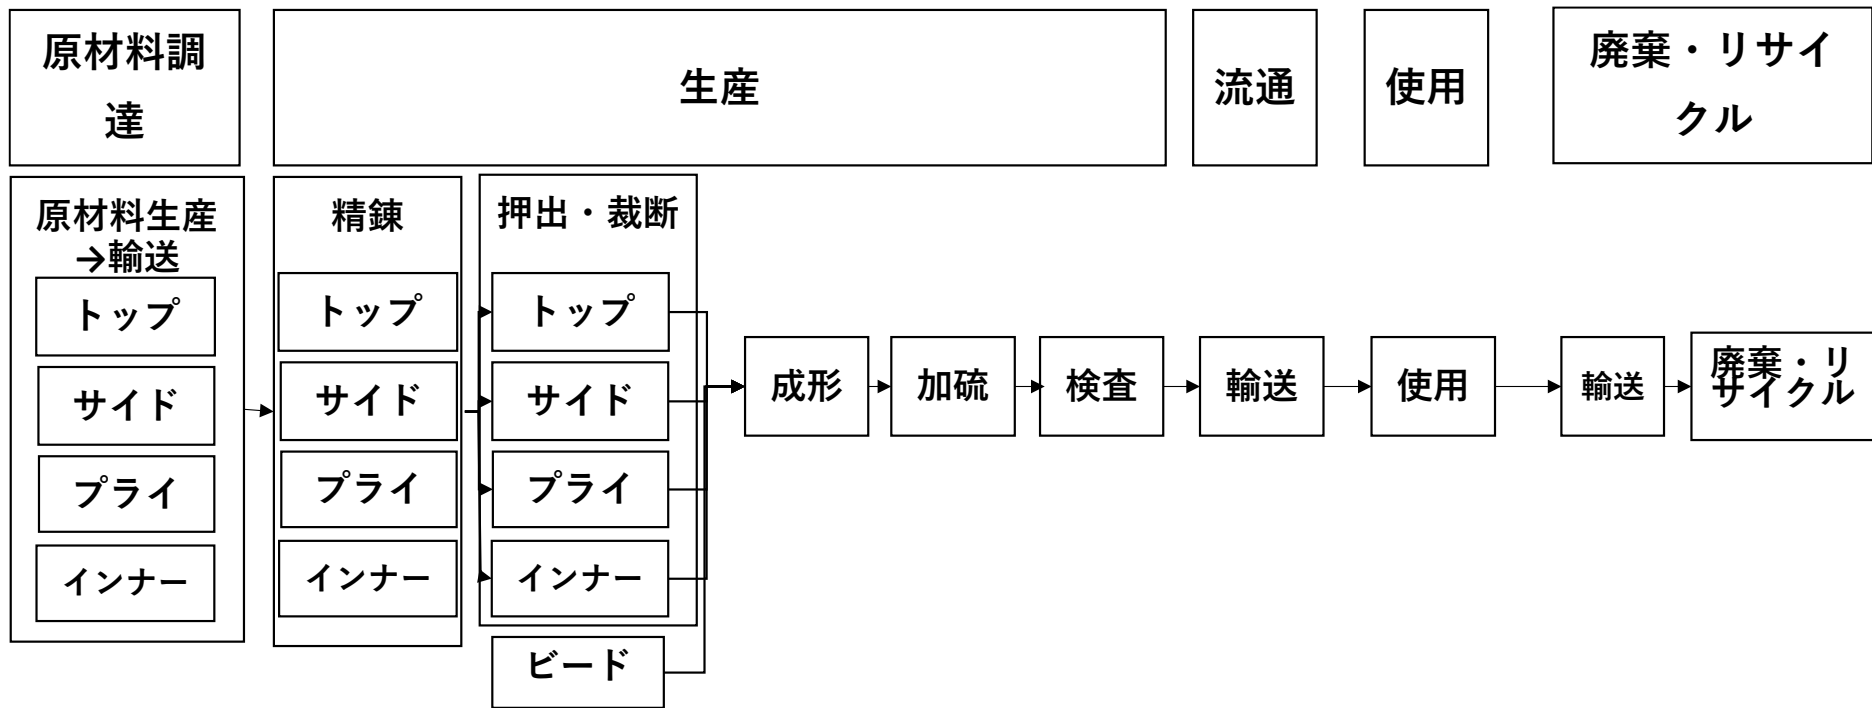 原材料調
達
生産
流通
使用
廃棄・リサイ
クル
原材料生産
→輸送
トップ
サイド
プライ
インナー
精錬
トップ
サイド
プライ
インナー
押出・裁断
トップ
サイド
プライ
インナー
ビード
成形
加硫
検査
輸送
使用
輸送
廃棄・リ
サイクル